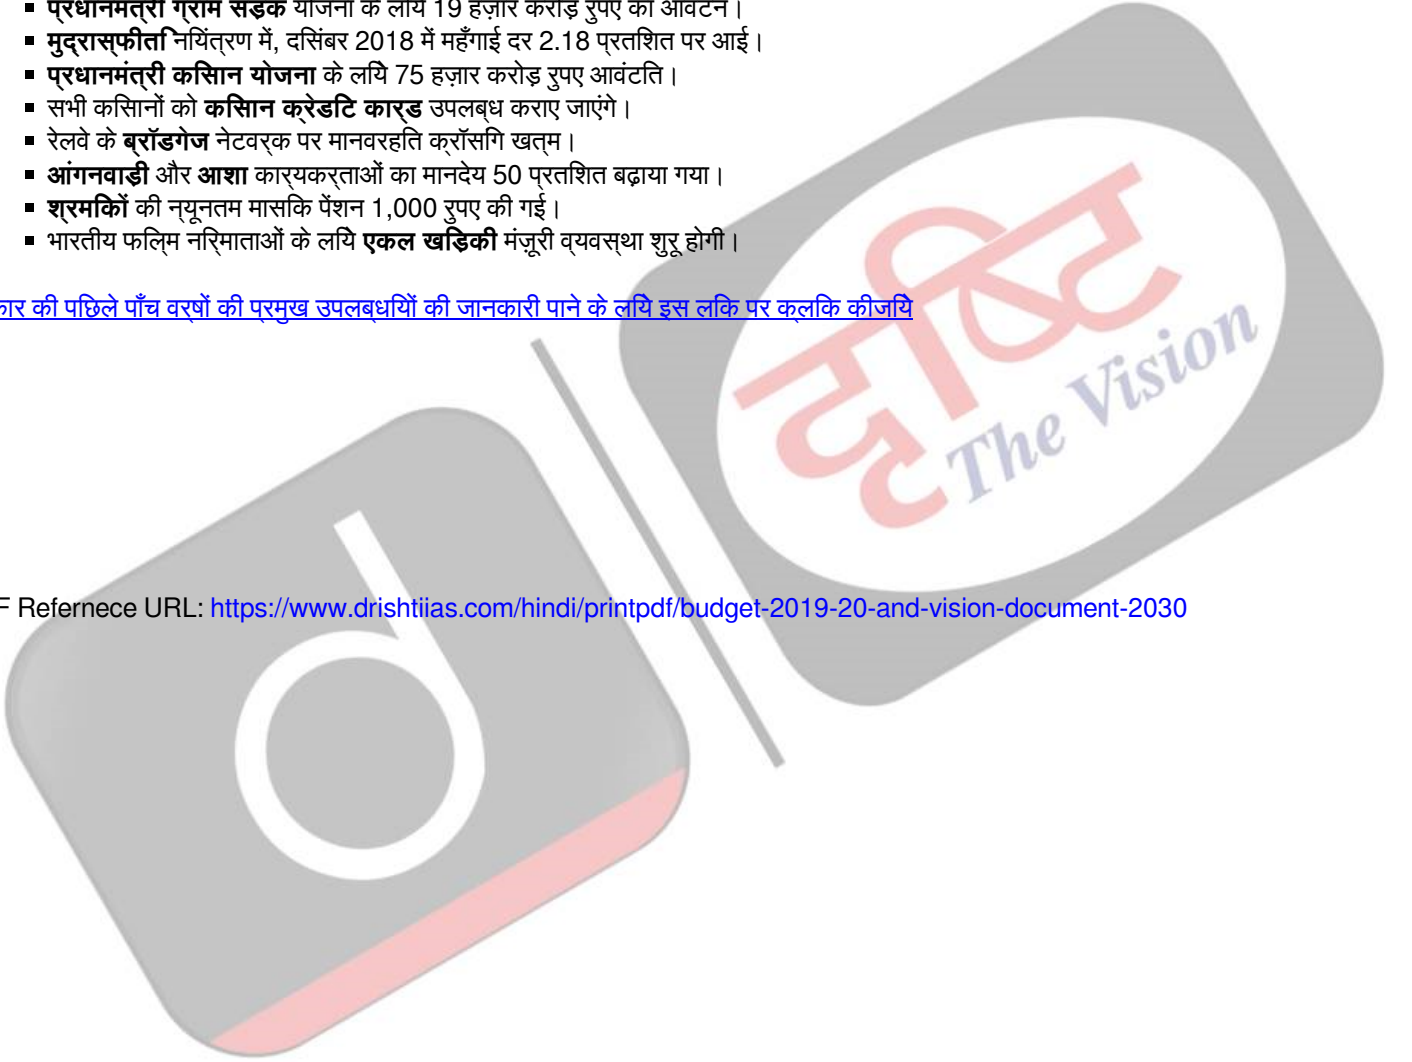 ▪ प्रधानमंत्री ग्राम सड़क योजना के लिये 19 हज़ार करोड़ रुपए का आवंटन।
▪ मुद्रास्फीति नियंत्रण में, दिसंबर 2018 में महँगाई दर 2.18 प्रतिशत पर आई।
▪ प्रधानमंत्री किसान योजना के लिये 75 हज़ार करोड़ रुपए आवंटित।
▪ सभी किसानों को किसान क्रेडिट कार्ड उपलब्ध कराए जाएंगे।
▪ रेलवे के ब्रॉडगेज नेटवर्क पर मानवरहित क्रॉसिंग खत्म।
▪ आंगनवाड़ी और आशा कार्यकर्ताओं का मानदेय 50 प्रतिशत बढ़ाया गया।
▪ श्रमिकों की न्यूनतम मासिक पेंशन 1,000 रुपए की गई।
▪ भारतीय फिल्म निर्माताओं के लिये एकल खिड़की मंज़ूरी व्यवस्था शुरू होगी।
कार की पिछले पाँच वर्षों की प्रमुख उपलब्धियों की जानकारी पाने के लिये इस लिंक पर क्लिक कीजिये
दृष्टि
The Vision
d
F Refernece URL: https://www.drishtiias.com/hindi/printpdf/budget-2019-20-and-vision-document-2030